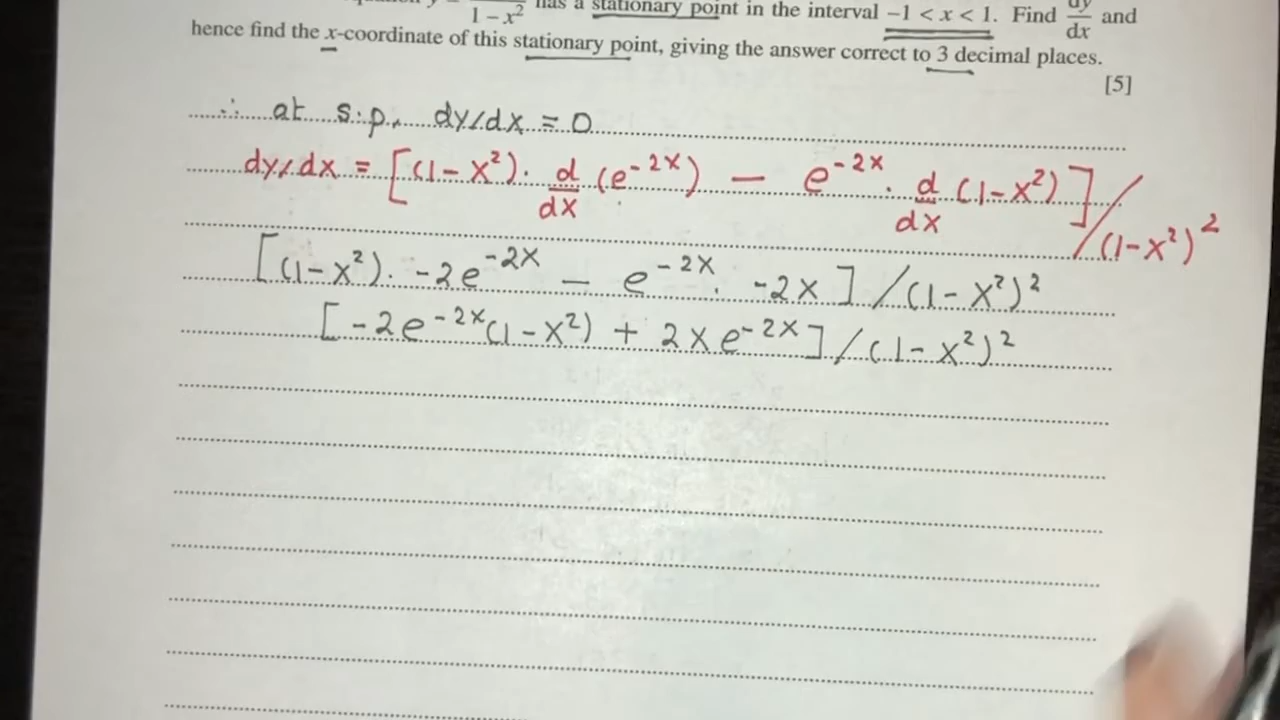 1 − x² has a stationary point in the interval −1 < x < 1. Find dy/dx and
hence find the x-coordinate of this stationary point, giving the answer correct to 3 decimal places.
[5]
∴ at s.p, dy/dx = 0
dy/dx = [(1 − x²). d/dx (e^-2x) − e^-2x . d/dx (1 − x²)] / (1 − x²)²
[(1 − x²) . -2e^-2x − e^-2x . -2x] / (1 − x²)²
[-2e^-2x (1 − x²) + 2xe^-2x] / (1 − x²)²